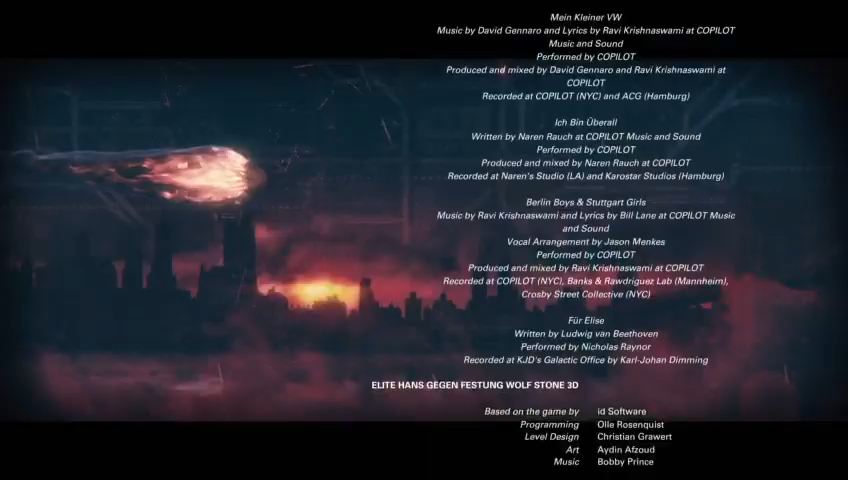 Mein Kleiner VW
Music by David Gennaro and Lyrics by Ravi Krishnaswami at COPILOT
Music and Sound
Performed by COPILOT
Produced and mixed by David Gennaro and Ravi Krishnaswami at
COPILOT
Recorded at COPILOT (NYC) and ACG (Hamburg)
Ich Bin Überall
Written by Naren Rauch at COPILOT Music and Sound
Performed by COPILOT
Produced and mixed by Naren Rauch at COPILOT
Recorded at Naren's Studio (LA) and Karostar Studios (Hamburg)
Berlin Boys & Stuttgart Girls
Music by Ravi Krishnaswami and Lyrics by Bill Lane at COPILOT Music
and Sound
Vocal Arrangement by Jason Menkes
Performed by COPILOT
Produced and mixed by Ravi Krishnaswami at COPILOT
Recorded at COPILOT (NYC), Banks & Rawdriguez Lab (Mannheim),
Crosby Street Collective (NYC)
Für Elise
Written by Ludwig van Beethoven
Performed by Nicholas Raynor
Recorded at KJD's Galactic Office by Karl-Johan Dimming
ELITE HANS GEGEN FESTUNG WOLF STONE 3D
Based on the game by id Software
Programming Olle Rosenquist
Level Design Christian Grawert
Art Aydin Afzoud
Music Bobby Prince